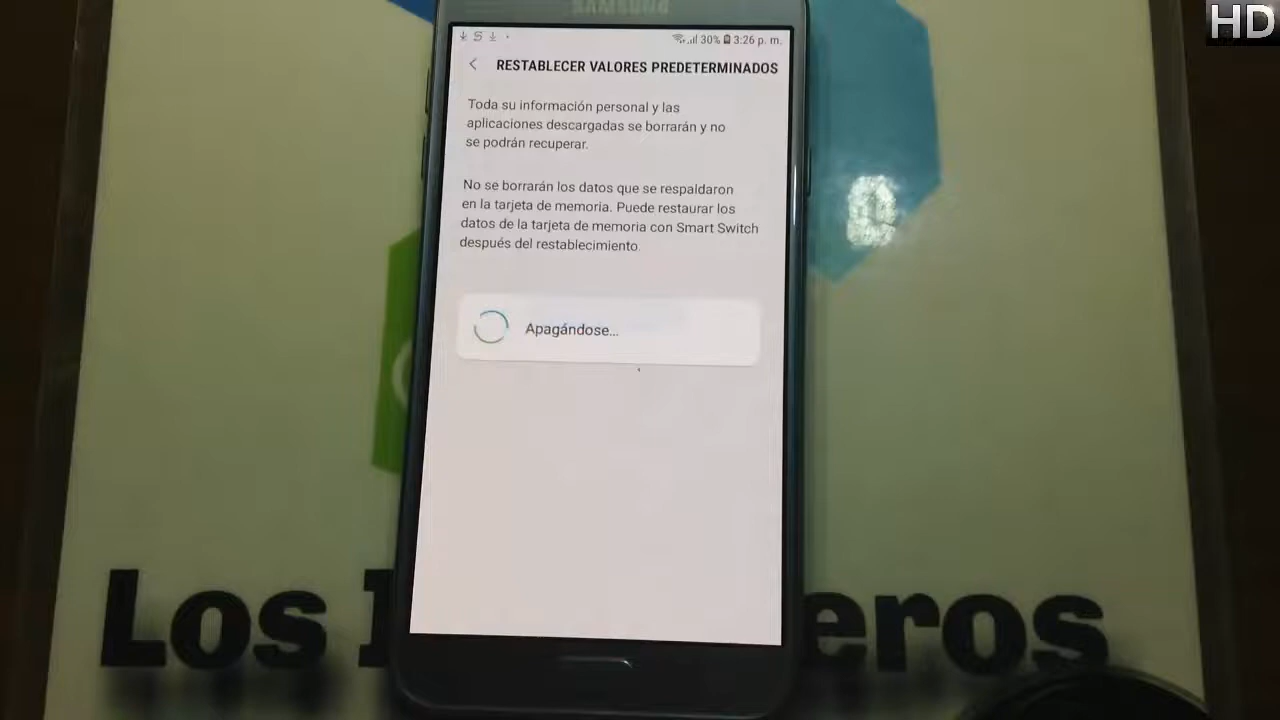 HD
SAMSUNG
30% 3:26 p. m.
RESTABLECER VALORES PREDETERMINADOS
Toda su información personal y las
aplicaciones descargadas se borrarán y no
se podrán recuperar.
No se borrarán los datos que se respaldaron
en la tarjeta de memoria. Puede restaurar los
datos de la tarjeta de memoria con Smart Switch
después del restablecimiento.
Apagándose...
Los
eros